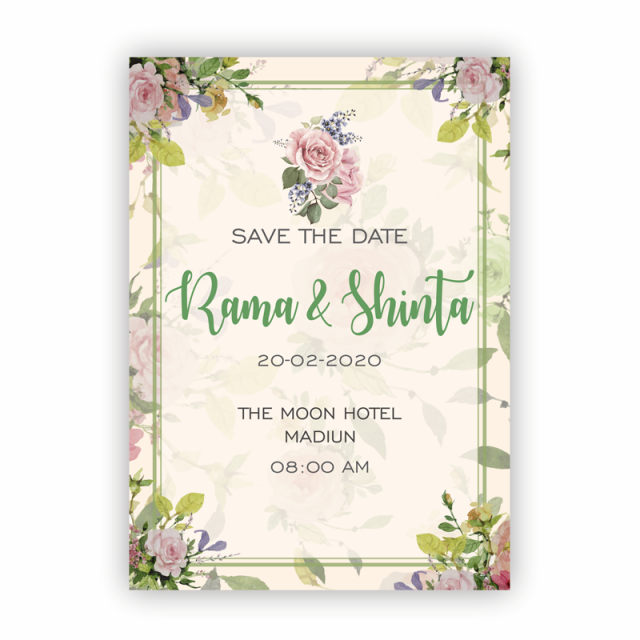 SAVE THE DATE
Rama & Shinta
20-02-2020
THE MOON HOTEL
MADIUN
08:00 AM